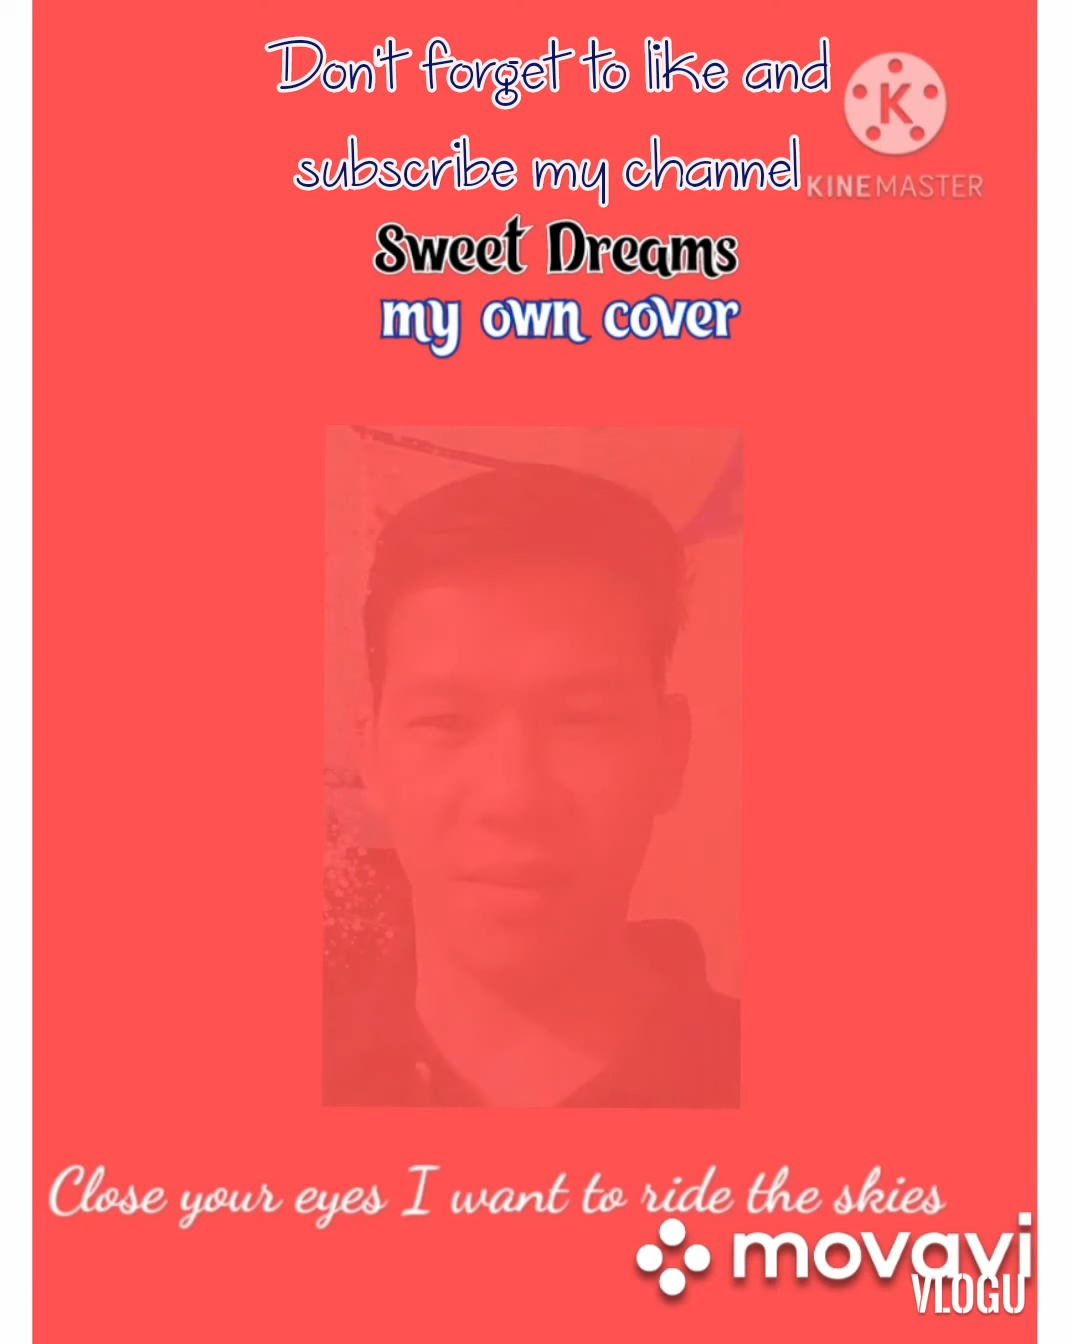 Don't forget to like and
subscribe my channel
KINEMASTER
Sweet Dreams
my own cover
Close your eyes I want to ride the skies
movavi
VLOGU